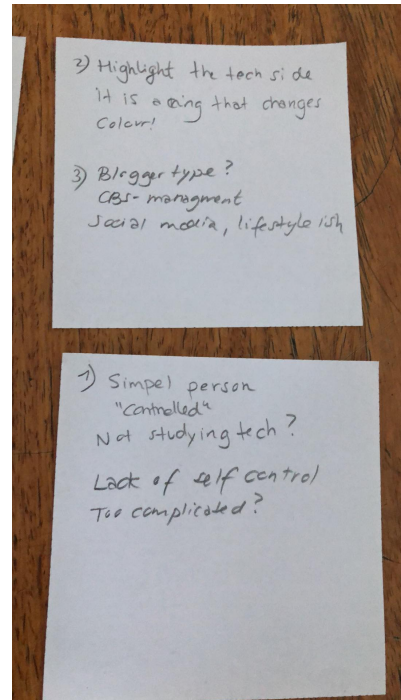 2) Highlight the tech side
it is a ring that changes
Colour!
3) Blogger type?
CBS- managment
Social media, lifestyle ish
1) Simpel person
"Controlled"
Not studying tech?
Lack of self control
Too complicated?